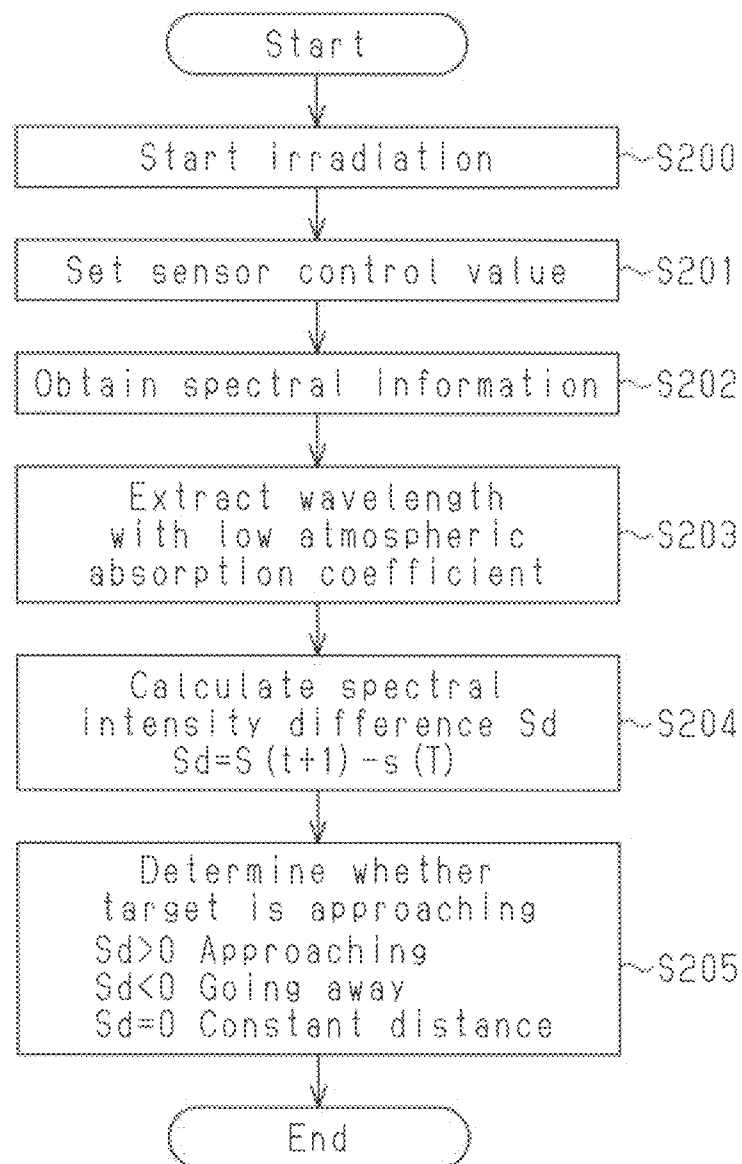 Start
Start irradiation
S200
Set sensor control value
S201
Obtain spectral information
S202
Extract wavelength
with low atmospheric
absorption coefficient
S203
Calculate spectral
intensity difference Sd
Sd=S(t+1)-s(T)
S204
Determine whether
target is approaching
Sd>0 Approaching
Sd<0 Going away
Sd=0 Constant distance
S205
End